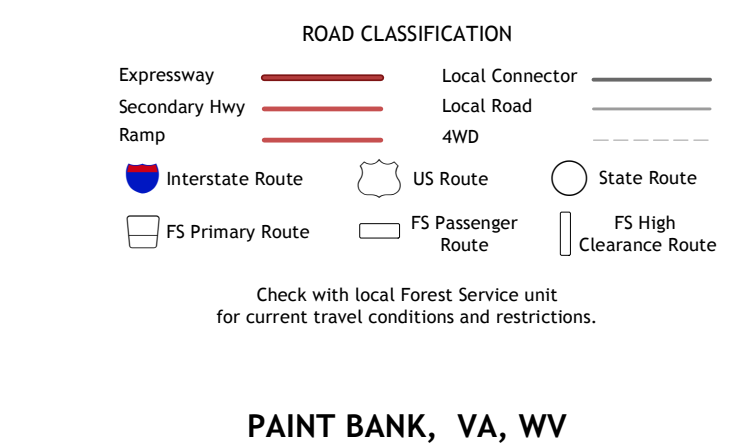 ROAD CLASSIFICATION
Expressway
Local Connector
Secondary Hwy
Local Road
Ramp
4WD
Interstate Route
US Route
State Route
FS Primary Route
FS Passenger
Route
FS High
Clearance Route
Check with local Forest Service unit
for current travel conditions and restrictions.
PAINT BANK, VA, WV